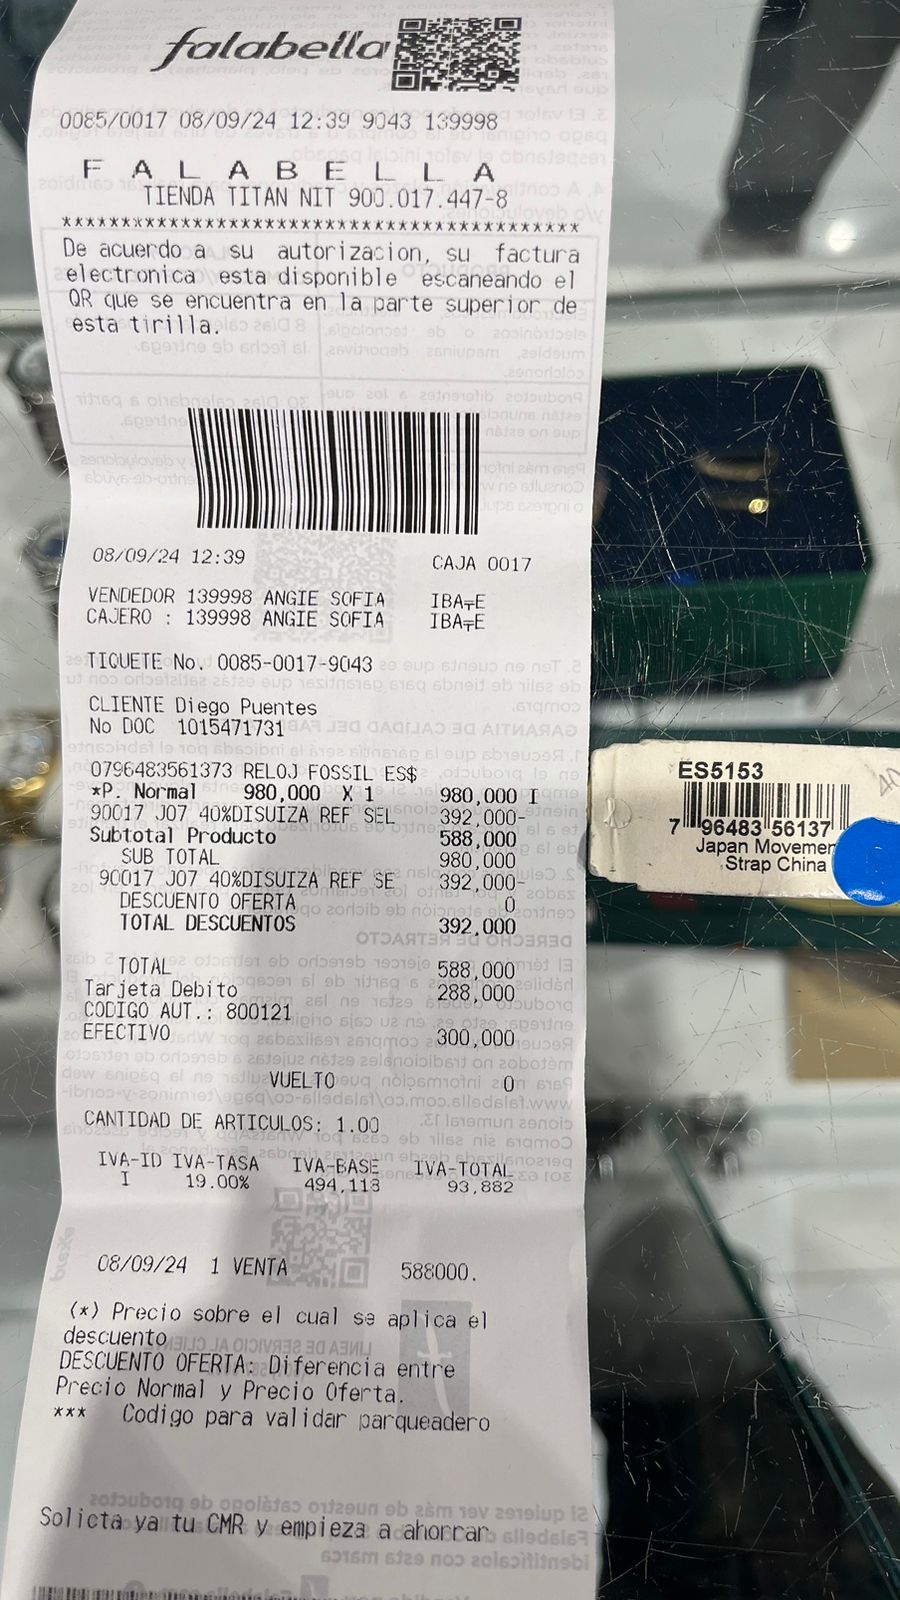 falabella
0085/0017 08/09/24 12:39 9043 139998
F A L A B E L L A
TIENDA TITAN NIT 900.017.447-8
****************************************
De acuerdo a su autorizacion, su factura
electronica esta disponible escaneando el
QR que se encuentra en la parte superior de
esta tirilla.
08/09/24 12:39 CAJA 0017
VENDEDOR 139998 ANGIE SOFIA
CAJERO : 139998 ANGIE SOFIA
TIQUETE No. 0085-0017-9043
CLIENTE Diego Puentes
No DOC 1015471731
0796483561373 RELOJ FOSSIL ES$
*P. Normal 980,000 X 1 980,000 I
90017 J07 40%DISUIZA REF SEL 392,000-
Subtotal Producto 588,000
SUB TOTAL 980,000
90017 J07 40%DISUIZA REF SE 392,000-
DESCUENTO OFERTA 0
TOTAL DESCUENTOS 392,000
TOTAL 588,000
Tarjeta Debito 288,000
CODIGO AUT.: 800121
EFECTIVO 300,000
VUELTO 0
CANTIDAD DE ARTICULOS: 1.00
IVA-ID IVA-TASA IVA-BASE IVA-TOTAL
I 19.00% 494,118 93,882
08/09/24 1 VENTA 588000.
(*) Precio sobre el cual se aplica el
descuento
DESCUENTO OFERTA: Diferencia entre
Precio Normal y Precio Oferta.
*** Codigo para validar parqueadero
Solicta ya tu CMR y empieza a ahorrar
ES5153
7 96483 56137
Japan Movemen
Strap China